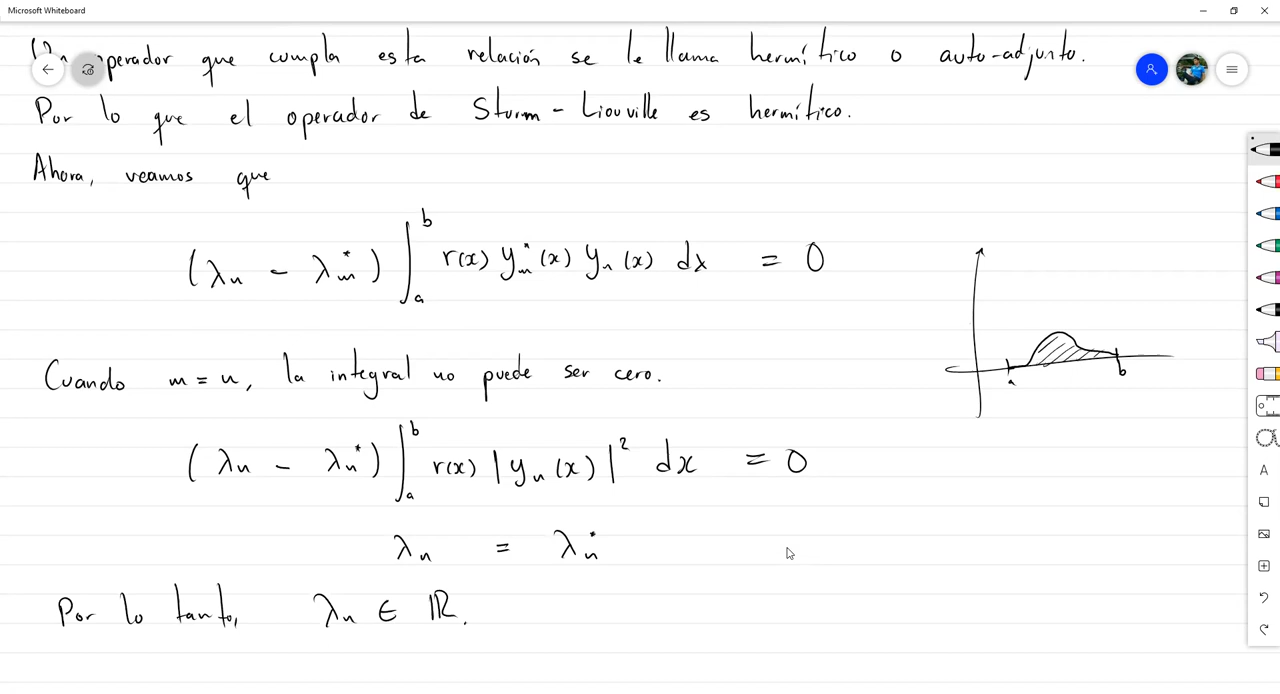 Microsoft Whiteboard
operador que cumpla esta relación se le llama hermítico o auto-adjunto.
Por lo que el operador de Sturm - Liouville es hermítico.
Ahora, veamos que
(λn - λm*) ∫ₐᵇ r(x) ym*(x) yn(x) dx = 0
a b
Cuando m = n, la integral no puede ser cero.
(λn - λn*) ∫ₐᵇ r(x) |yn(x)|² dx = 0
λn = λn*
Por lo tanto, λn ∈ ℝ.
A